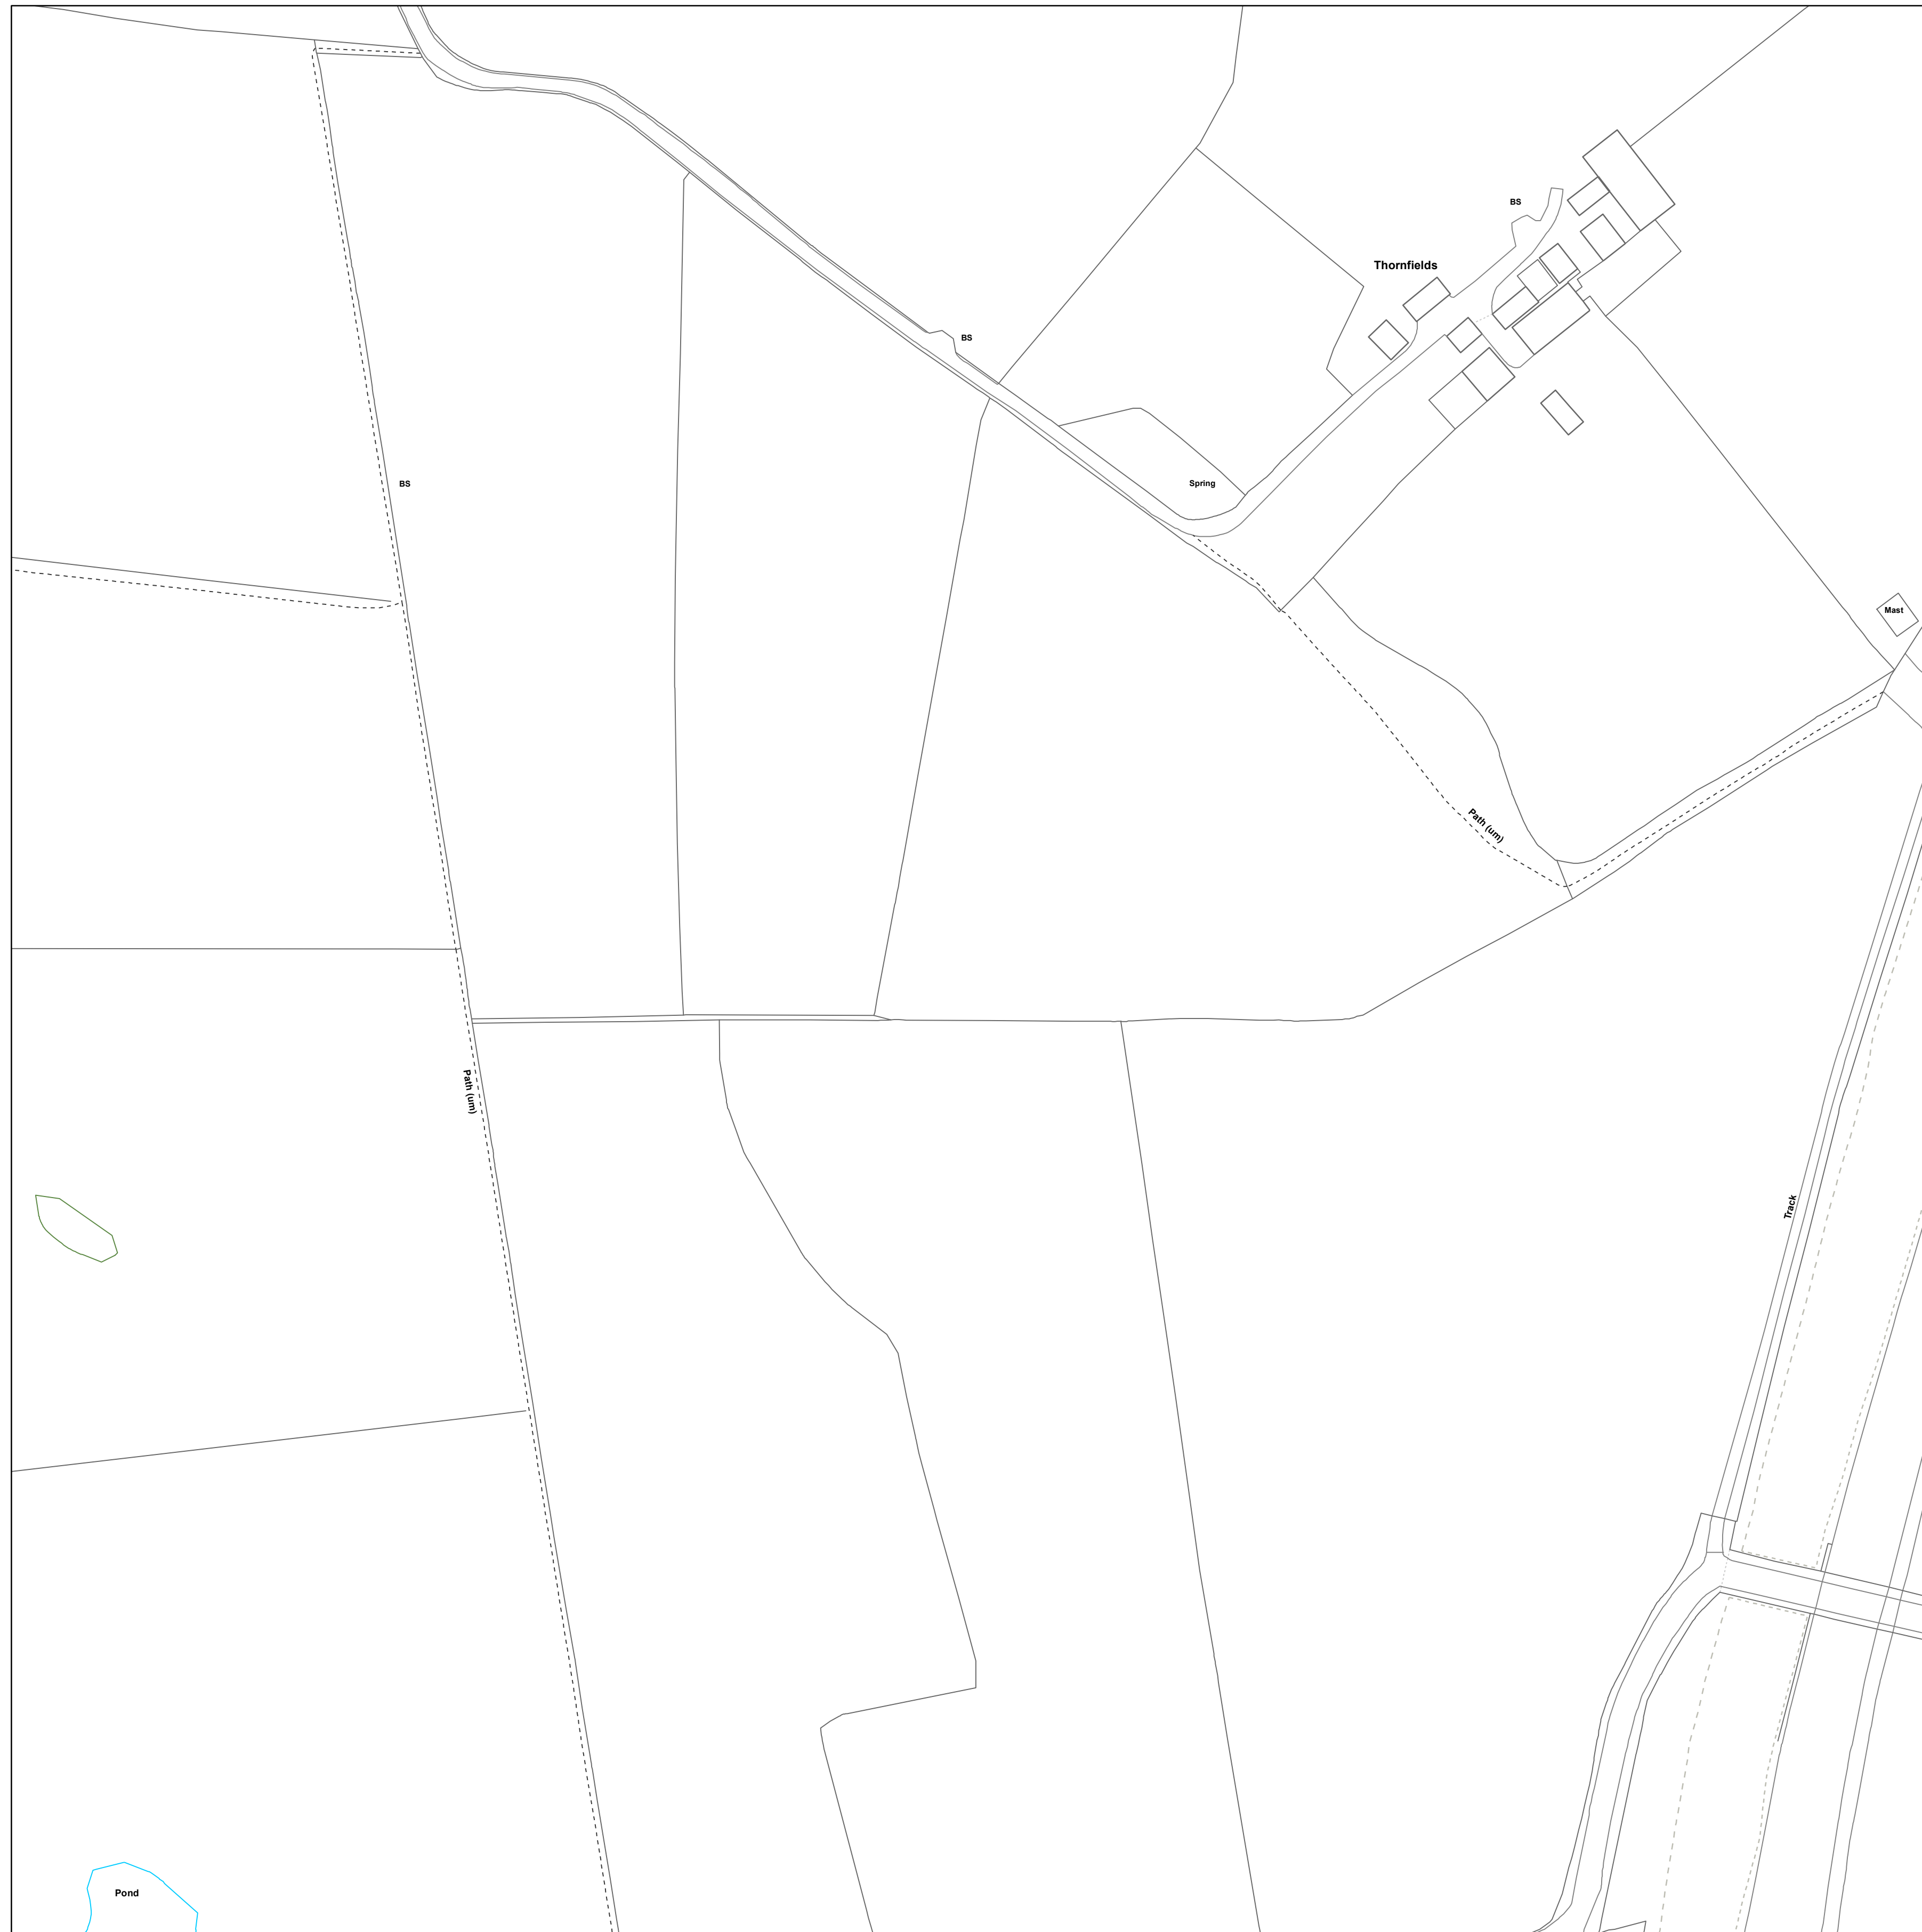 BS
Thornfields
BS
BS
Spring
Mast
Path (um)
Path (um)
Track
Pond